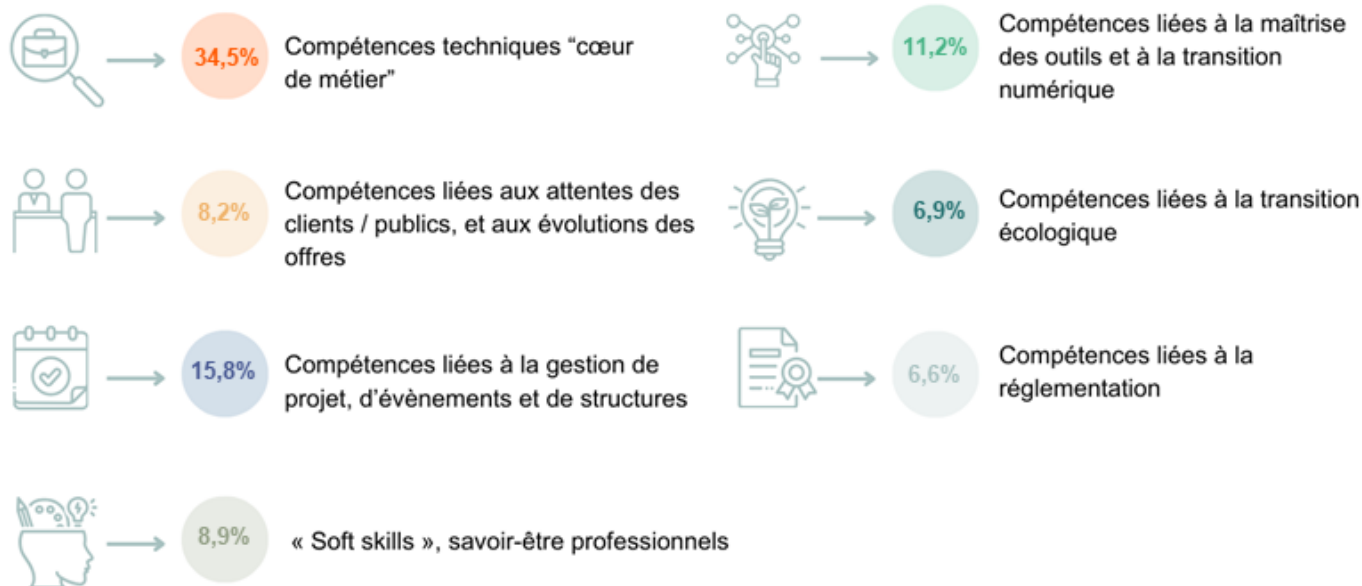 34,5%
Compétences techniques “cœur
de métier”
8,2%
Compétences liées aux attentes des
clients / publics, et aux évolutions des
offres
15,8%
Compétences liées à la gestion de
projet, d’évènements et de structures
8,9%
« Soft skills », savoir-être professionnels
11,2%
Compétences liées à la maîtrise
des outils et à la transition
numérique
6,9%
Compétences liées à la transition
écologique
6,6%
Compétences liées à la
réglementation